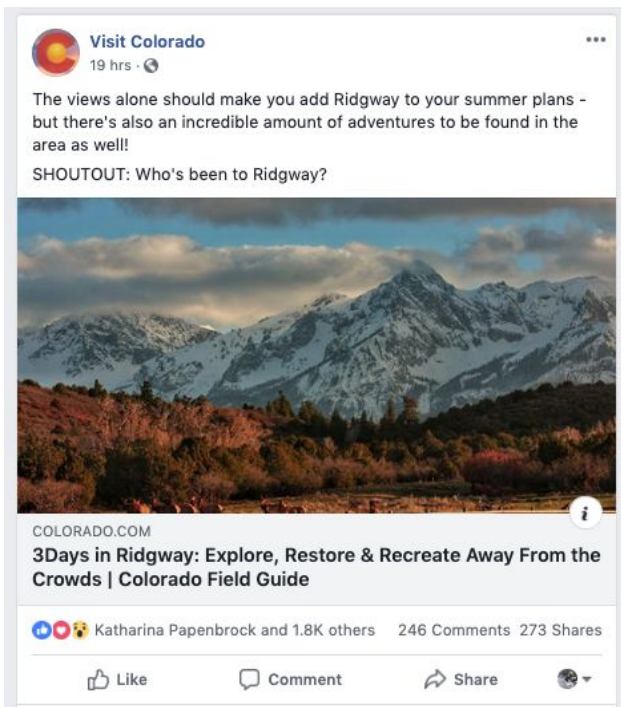 Visit Colorado
19 hrs ·
The views alone should make you add Ridgway to your summer plans -
but there's also an incredible amount of adventures to be found in the
area as well!
SHOUTOUT: Who's been to Ridgway?
i
COLORADO.COM
3Days in Ridgway: Explore, Restore & Recreate Away From the
Crowds | Colorado Field Guide
Katharina Papenbrock and 1.8K others 246 Comments 273 Shares
Like Comment Share